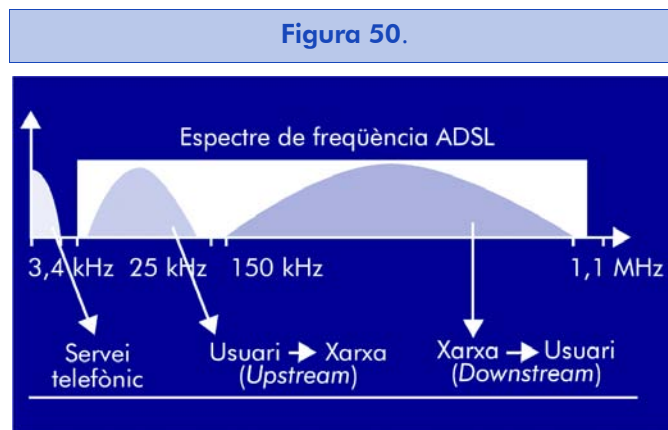 Figura 50.
Espectre de freqüència ADSL
3,4 kHz 25 kHz 150 kHz 1,1 MHz
Servei telefònic
Usuari → Xarxa
(Upstream)
Xarxa → Usuari
(Downstream)